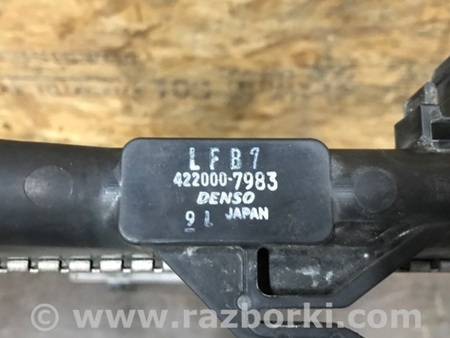 LFB7
422000-7983
DENSO
9 L JAPAN
www.razborki.com